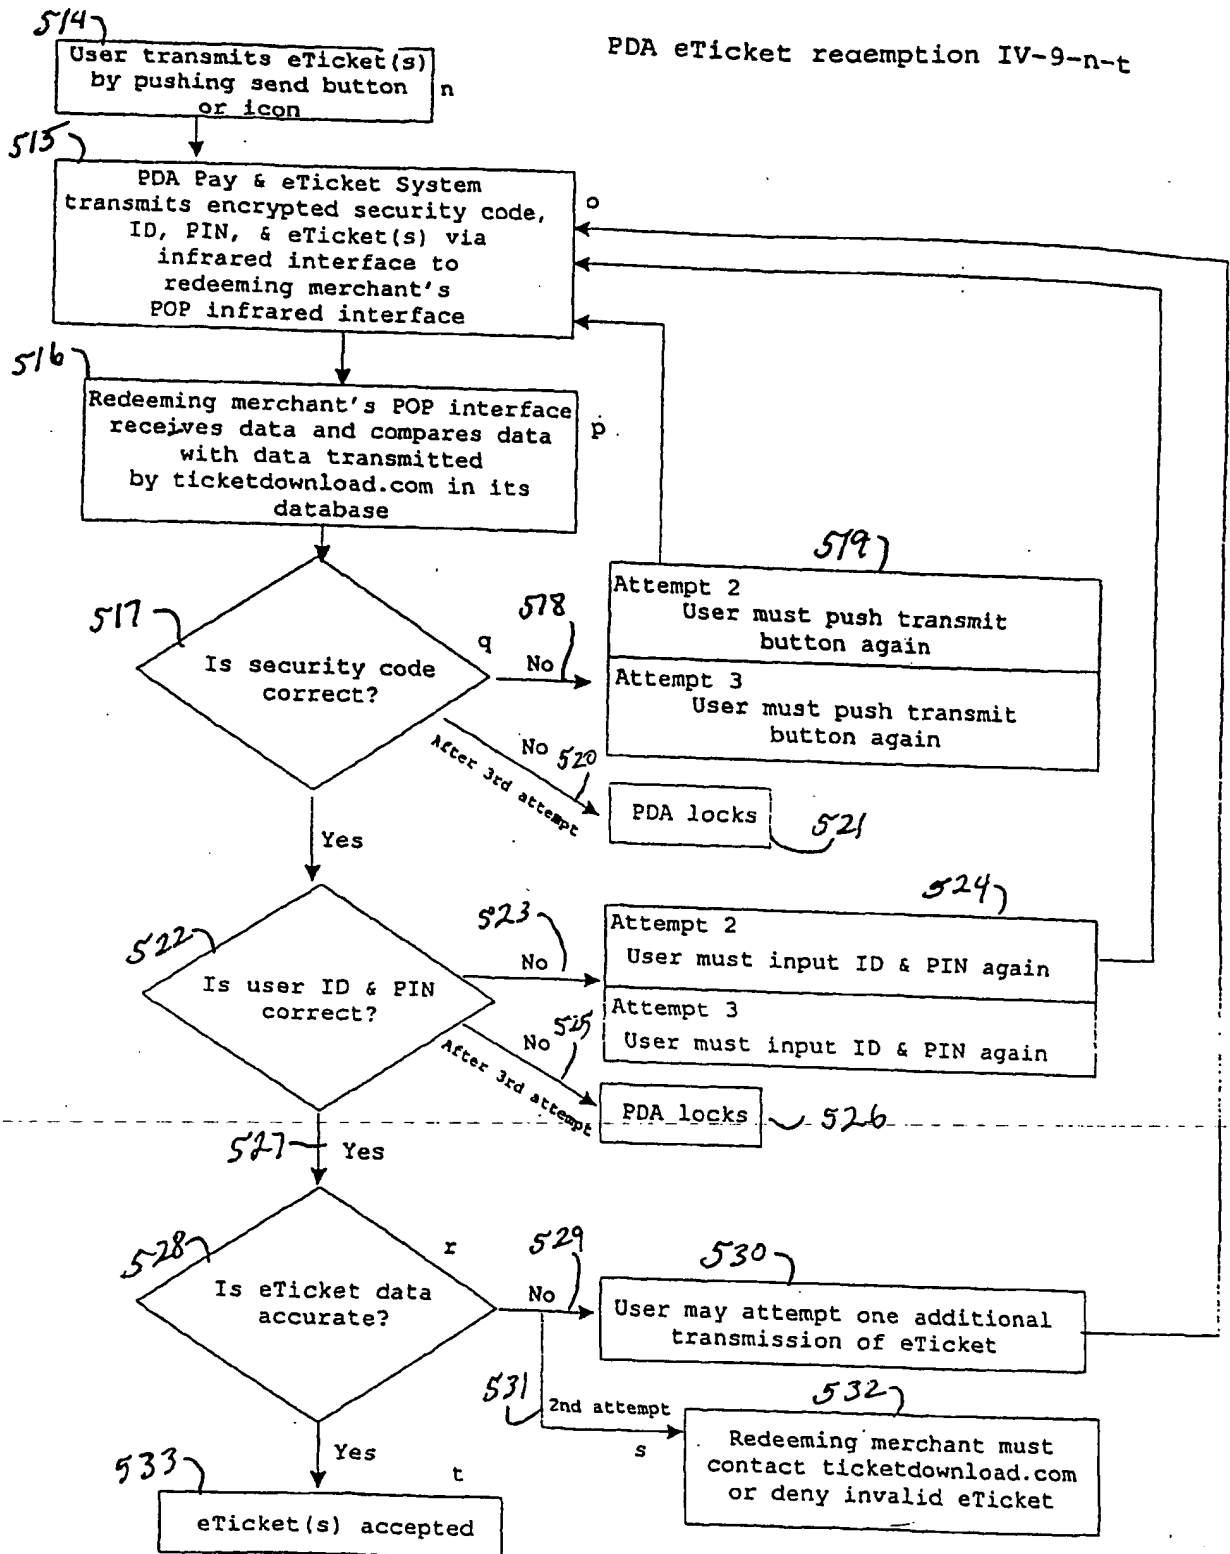 514
PDA eTicket redemption IV-9-n-t
User transmits eTicket(s)
by pushing send button
or icon
n
515
PDA Pay & eTicket System
transmits encrypted security code,
ID, PIN, & eTicket(s) via
infrared interface to
redeeming merchant's
POP infrared interface
o
516
Redeeming merchant's POP interface
receives data and compares data
with data transmitted
by ticketdownload.com in its
database
p
517
Is security code
correct?
q
No
518
519
Attempt 2
User must push transmit
button again
Attempt 3
User must push transmit
button again
No
520
After 3rd attempt
PDA locks
521
Yes
522
Is user ID & PIN
correct?
523
No
524
Attempt 2
User must input ID & PIN again
Attempt 3
User must input ID & PIN again
No
525
After 3rd attempt
PDA locks
526
527
Yes
528
Is eTicket data
accurate?
r
529
No
530
User may attempt one additional
transmission of eTicket
531
2nd attempt
s
532
Redeeming merchant must
contact ticketdownload.com
or deny invalid eTicket
Yes
533
t
eTicket(s) accepted